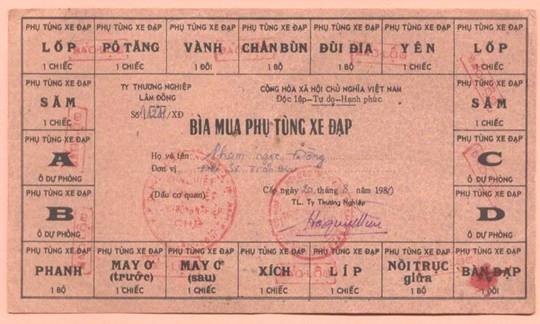 PHỤ TÙNG XE ĐẠP
LỐP
1 CHIẾC
PHỤ TÙNG XE ĐẠP
PÔ TĂNG
1 CHIẾC
PHỤ TÙNG XE ĐẠP
VÀNH
1 ĐÔI
PHỤ TÙNG XE ĐẠP
CHẮN BÙN
1 ĐÔI
PHỤ TÙNG XE ĐẠP
ĐÙI ĐĨA
1 BỘ
PHỤ TÙNG XE ĐẠP
YÊN
1 CHIẾC
PHỤ TÙNG XE ĐẠP
LỐP
1 CHIẾC
PHỤ TÙNG XE ĐẠP
SĂM
1 CHIẾC
TY THƯƠNG NGHIỆP
LÂM ĐỒNG
Số /XĐ
CỘNG HÒA XÃ HỘI CHỦ NGHĨA VIỆT NAM
Độc lập—Tự do—Hạnh phúc
PHỤ TÙNG XE ĐẠP
SĂM
1 CHIẾC
BÌA MUA PHỤ TÙNG XE ĐẠP
PHỤ TÙNG XE ĐẠP
A
Ô DỰ PHÒNG
Họ và tên:
Đơn vị
PHỤ TÙNG XE ĐẠP
C
Ô DỰ PHÒNG
PHỤ TÙNG XE ĐẠP
B
Ô DỰ PHÒNG
(Dấu cơ quan)
Cấp ngày 20 tháng 8 năm 1980
TL. Ty Thương Nghiệp
PHỤ TÙNG XE ĐẠP
D
Ô DỰ PHÒNG
PHỤ TÙNG XE ĐẠP
PHANH
1 BỘ
PHỤ TÙNG XE ĐẠP
MAY Ơ
(trước)
1 CHIẾC
PHỤ TÙNG XE ĐẠP
MAY Ơ
(sau)
1 CHIẾC
PHỤ TÙNG XE ĐẠP
XÍCH
1 CHIẾC
PHỤ TÙNG XE ĐẠP
LÍP
1 CHIẾC
PHỤ TÙNG XE ĐẠP
NỒI TRỤC
giữa
1 BỘ
PHỤ TÙNG XE ĐẠP
BÀN ĐẠP
1 ĐÔI